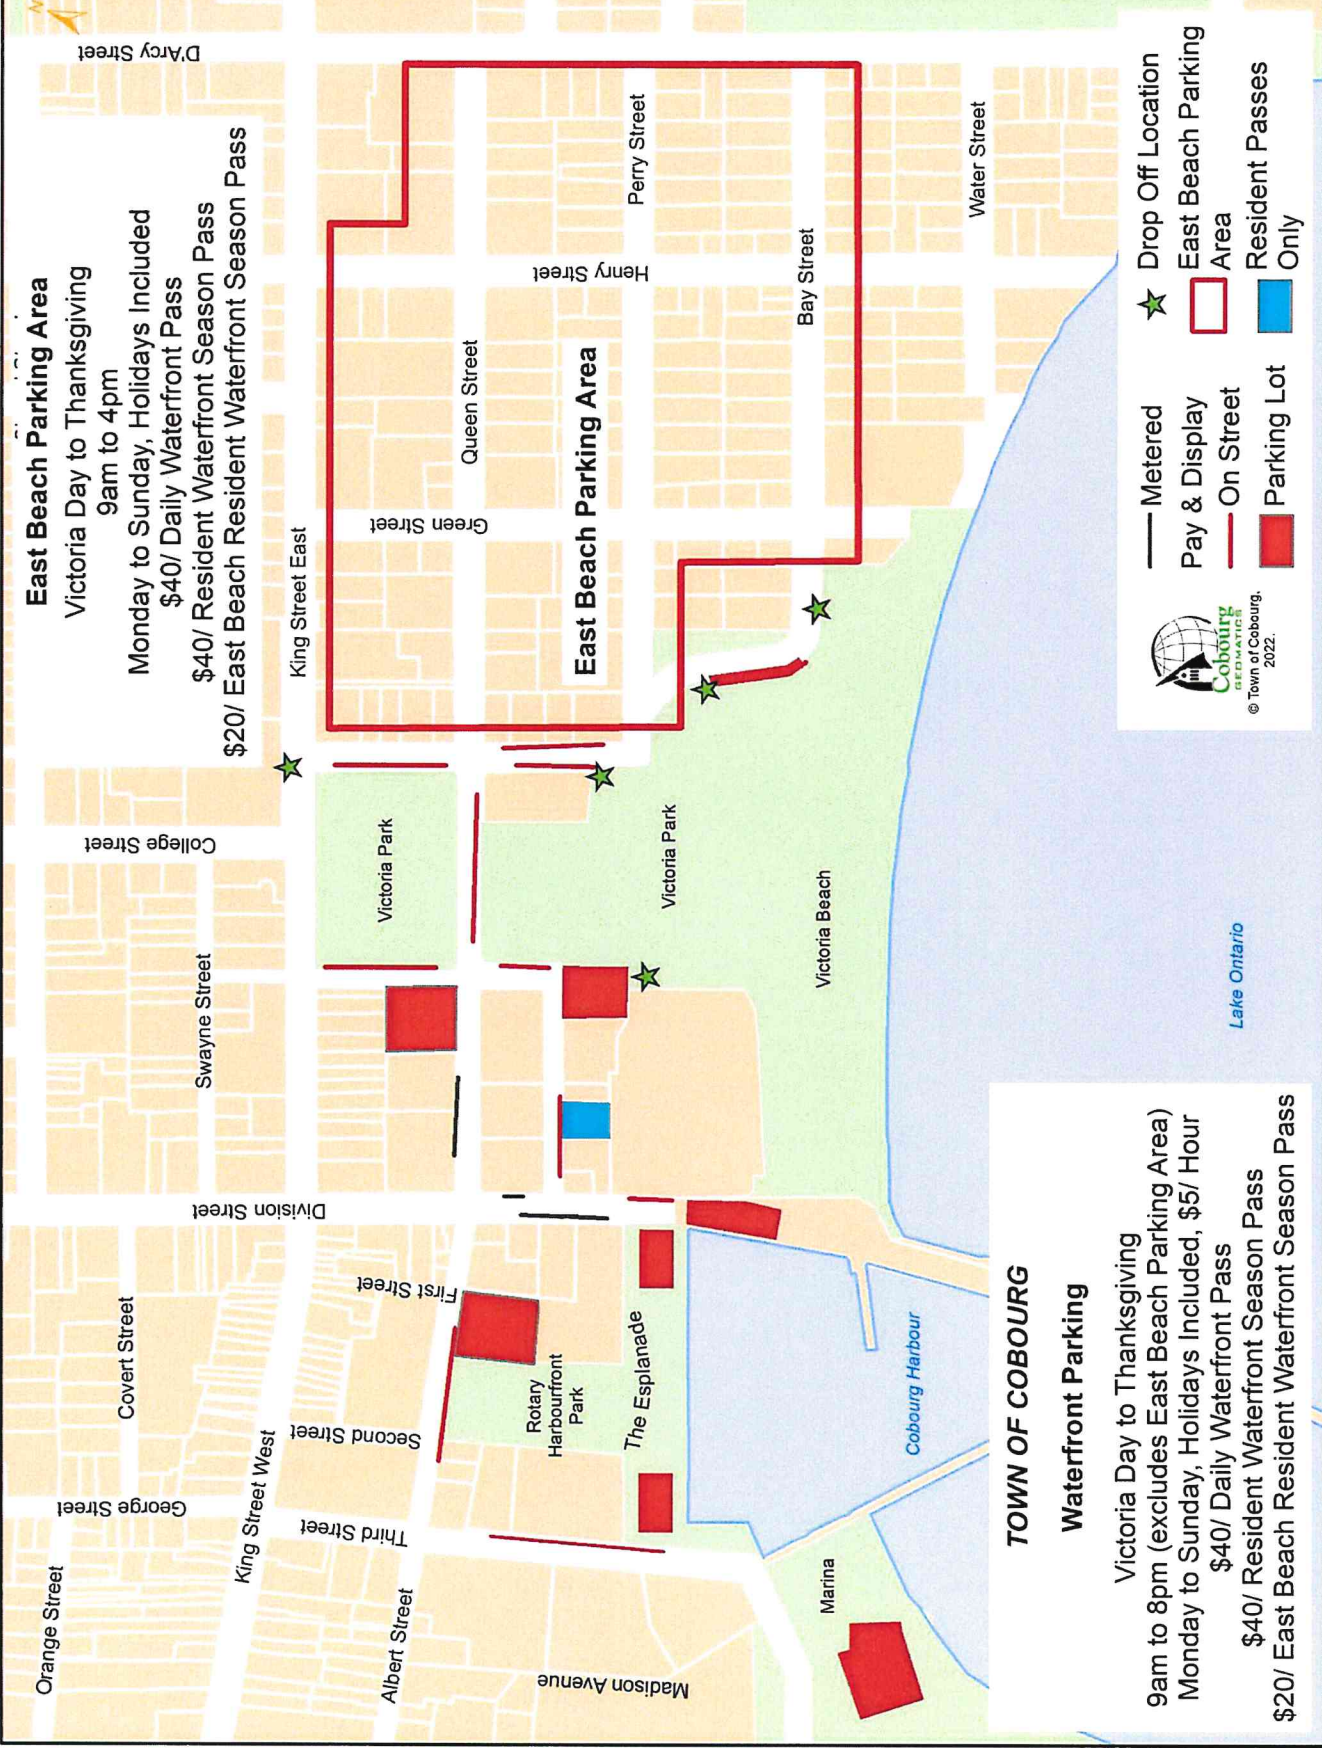 East Beach Parking Area
Victoria Day to Thanksgiving
9am to 4pm
Monday to Sunday, Holidays Included
$40/ Daily Waterfront Pass
$40/ Resident Waterfront Season Pass
$20/ East Beach Resident Waterfront Season Pass
D'Arcy Street
King Street East
Queen Street
Henry Street
Perry Street
Bay Street
Water Street
Green Street
East Beach Parking Area
College Street
Swayne Street
Victoria Park
Victoria Park
Victoria Beach
Lake Ontario
Division Street
Covert Street
First Street
Second Street
George Street
King Street West
Third Street
Orange Street
Albert Street
Madison Avenue
Rotary
Harbourfront
Park
The Esplanade
Cobourg Harbour
Marina
TOWN OF COBOURG
Waterfront Parking
Victoria Day to Thanksgiving
9am to 8pm (excludes East Beach Parking Area)
Monday to Sunday, Holidays Included, $5/ Hour
$40/ Daily Waterfront Pass
$40/ Resident Waterfront Season Pass
$20/ East Beach Resident Waterfront Season Pass
Cobourg
GEOMATICS
© Town of Cobourg,
2022.
Metered
Pay & Display
On Street
Parking Lot
Drop Off Location
East Beach Parking
Area
Resident Passes
Only
N